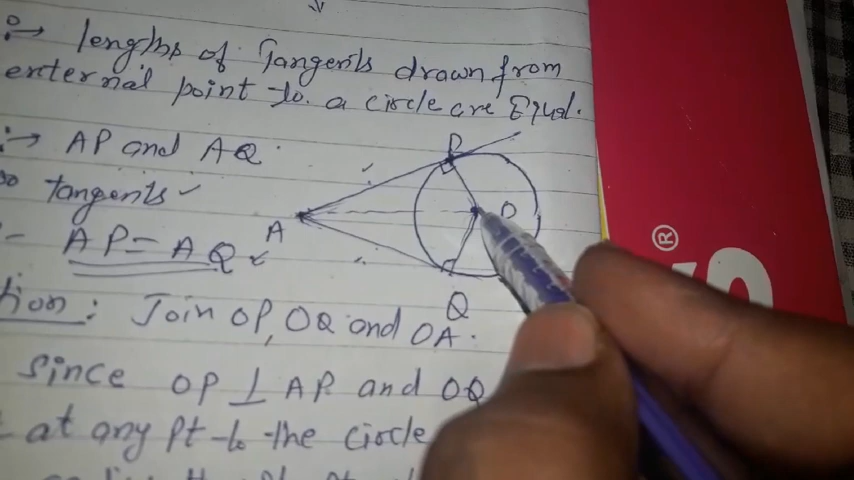 :→ lengths of Tangents drawn from
external point to a circle are Equal.
:→ AP and AQ.
tangents ✓
AP = AQ
P
A
O
Q
tion: Join OP, OQ and OA.
Since OP ⊥ AP and OQ
at any Pt to the circle
®